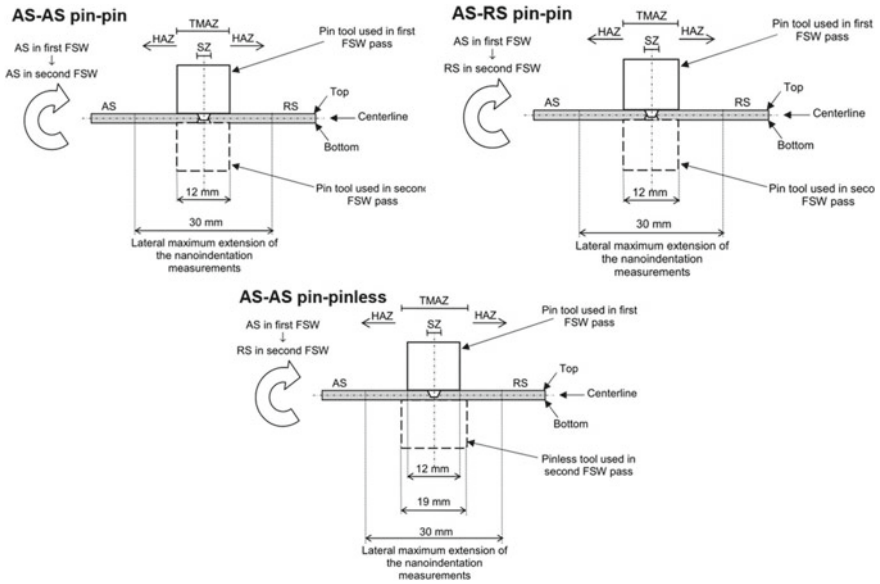 AS-AS pin-pin
TMAZ
HAZ
HAZ
SZ
AS in first FSW
↓
AS in second FSW
Pin tool used in first
FSW pass
AS
RS
Top
Centerline
Bottom
12 mm
Pin tool used in second
FSW pass
30 mm
Lateral maximum extension of
the nanoindentation
measurements
AS-RS pin-pin
TMAZ
HAZ
HAZ
SZ
AS in first FSW
↓
RS in second FSW
Pin tool used in first
FSW pass
AS
RS
Top
Centerline
Bottom
12 mm
Pin tool used in seco
FSW pass
30 mm
Lateral maximum extension of
the nanoindentation
measurements
AS-AS pin-pinless
TMAZ
HAZ
HAZ
SZ
AS in first FSW
↓
RS in second FSW
Pin tool used in first
FSW pass
AS
RS
Top
Centerline
Bottom
Pinless tool used in
second FSW pass
12 mm
19 mm
30 mm
Lateral maximum extension of
the nanoindentation
measurements